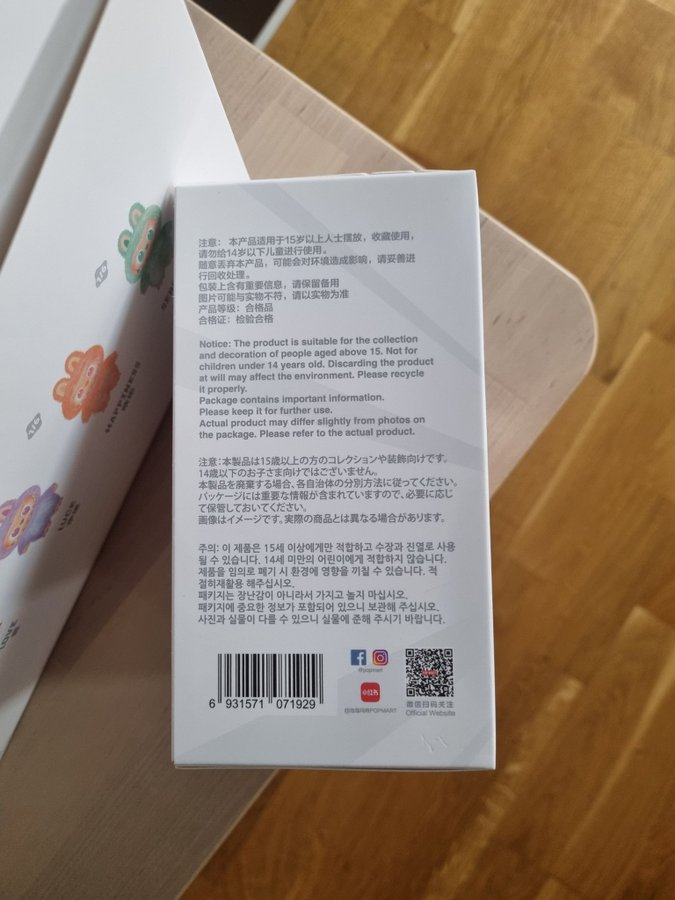 注意： 本产品适用于15岁以上人士摆放，收藏使用，
请勿给14岁以下儿童进行使用。
随意丢弃本产品，可能会对环境造成影响，请妥善进
行回收处理。
包装上含有重要信息，请保留备用
图片可能与实物不符，请以实物为准
产品等级：合格品
合格证：检验合格
Notice: The product is suitable for the collection
and decoration of people aged above 15. Not for
children under 14 years old. Discarding the product
at will may affect the environment. Please recycle
it properly.
Package contains important information.
Please keep it for further use.
Actual product may differ slightly from photos on
the package. Please refer to the actual product.
注意：本製品は15歳以上の方のコレクションや装飾向けです。
14歳以下のお子さま向けではございません。
本製品を廃棄する場合、各自治体の分別方法に従ってください。
パッケージには重要な情報が含まれていますので、必要に応じ
て保管しておいてください。
画像はイメージです。実際の商品とは異なる場合があります。
주의: 이 제품은 15세 이상에게만 적합하고 수장과 진열로 사용
될 수 있습니다. 14세 미만의 어린이에게 적합하지 않습니다.
제품을 임의로 폐기 시 환경에 영향을 끼칠 수 있습니다. 적
절히재활용 해주십시오.
패키지는 장난감이 아니라서 가지고 놀지 마십시오.
패키지에 중요한 정보가 포함되어 있으니 보관해 주십시오.
사진과 실물이 다를 수 있으니 실물에 준해 주시기 바랍니다.
6 931571 071929
@popmart
小红书
POPMART
微信扫码关注
Official Website
HAPPINESS
LUCK
LOVE